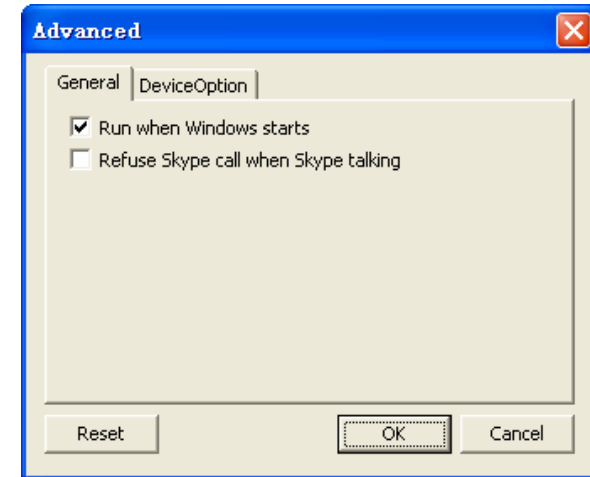 Advanced
General DeviceOption
Run when Windows starts
Refuse Skype call when Skype talking
Reset OK Cancel